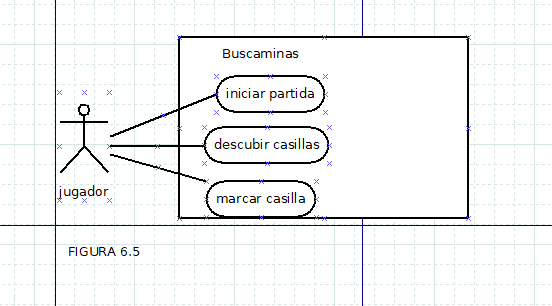 Buscaminas
iniciar partida
descubir casillas
marcar casilla
jugador
FIGURA 6.5